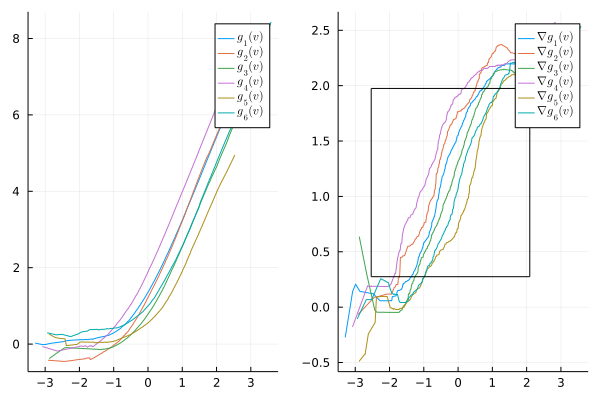 8
6
4
2
0
−3 −2 −1 0 1 2 3
g₁(v)
g₂(v)
g₃(v)
g₄(v)
g₅(v)
g₆(v)
2.5
2.0
1.5
1.0
0.5
0.0
−0.5
−3 −2 −1 0 1 2 3
∇g₁(v)
∇g₂(v)
∇g₃(v)
∇g₄(v)
∇g₅(v)
∇g₆(v)